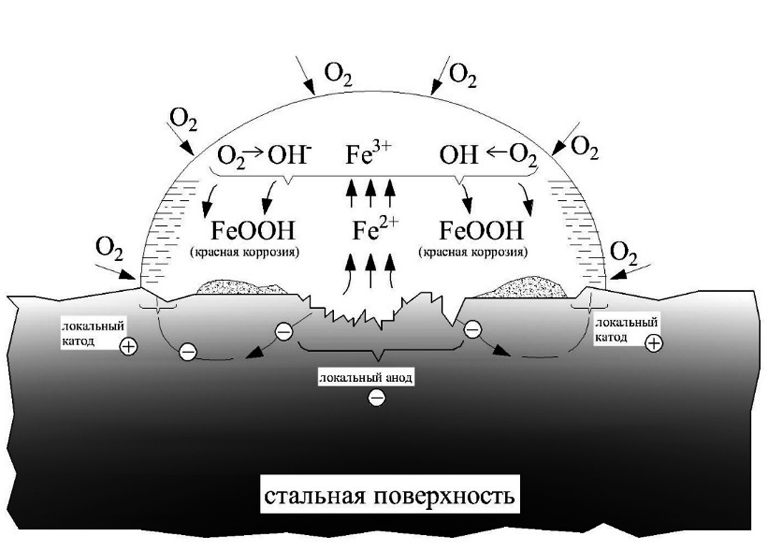 O₂ O₂
O₂ O₂
O₂→OH⁻ Fe³⁺ OH←O₂
FeOOH Fe²⁺ FeOOH
(красная коррозия) (красная коррозия)
O₂ O₂
локальный
катод +
локальный
катод +
− −
−
локальный анод
−
стальная поверхность